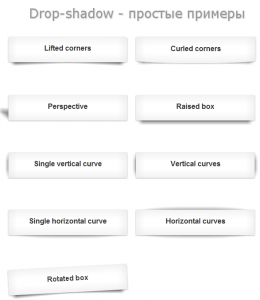 Drop-shadow - простые примеры
Lifted corners
Curled corners
Perspective
Raised box
Single vertical curve
Vertical curves
Single horizontal curve
Horizontal curves
Rotated box